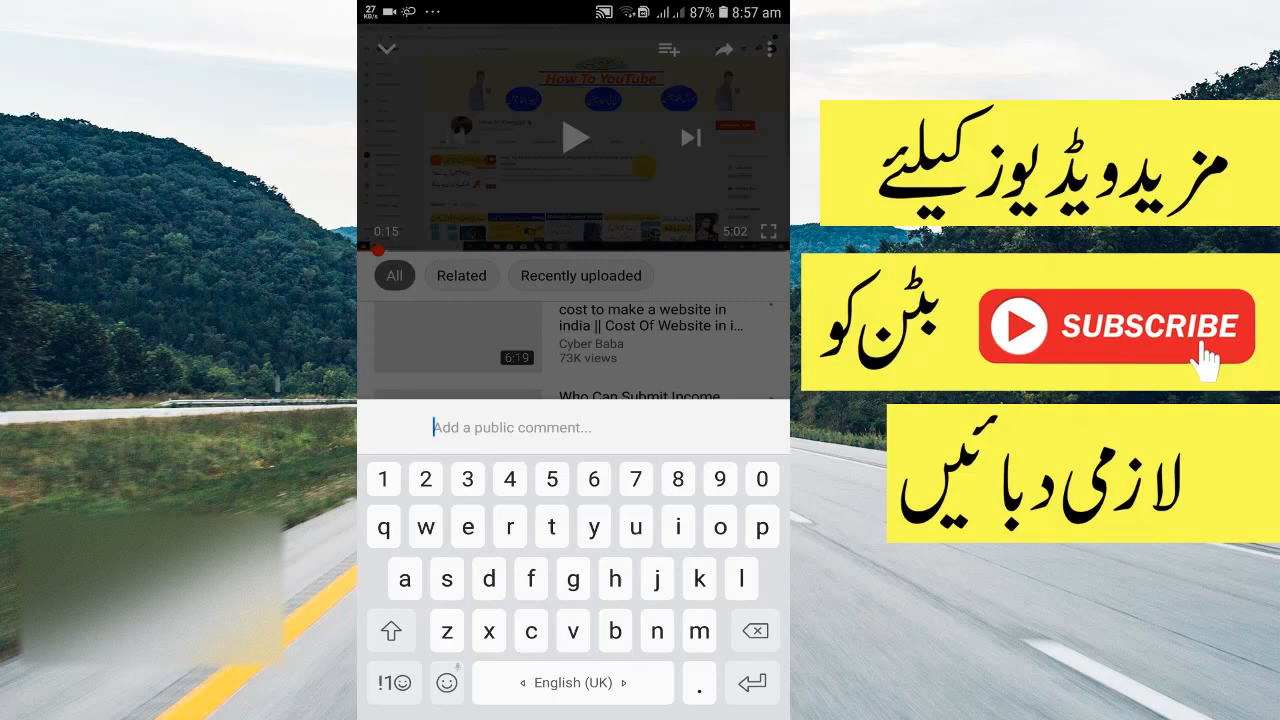 27
KB/s
87%
8:57 am
How To YouTube
0:15
5:02
All
Related
Recently uploaded
cost to make a website in
india || Cost Of Website in i...
Cyber Baba
73K views
6:19
Who Can Submit Income
Add a public comment...
1 2 3 4 5 6 7 8 9 0
q w e r t y u i o p
a s d f g h j k l
z x c v b n m
!1☺
English (UK)
.
مزید ویڈیوز کیلئے
SUBSCRIBE بٹن کو
لازمی دبائیں